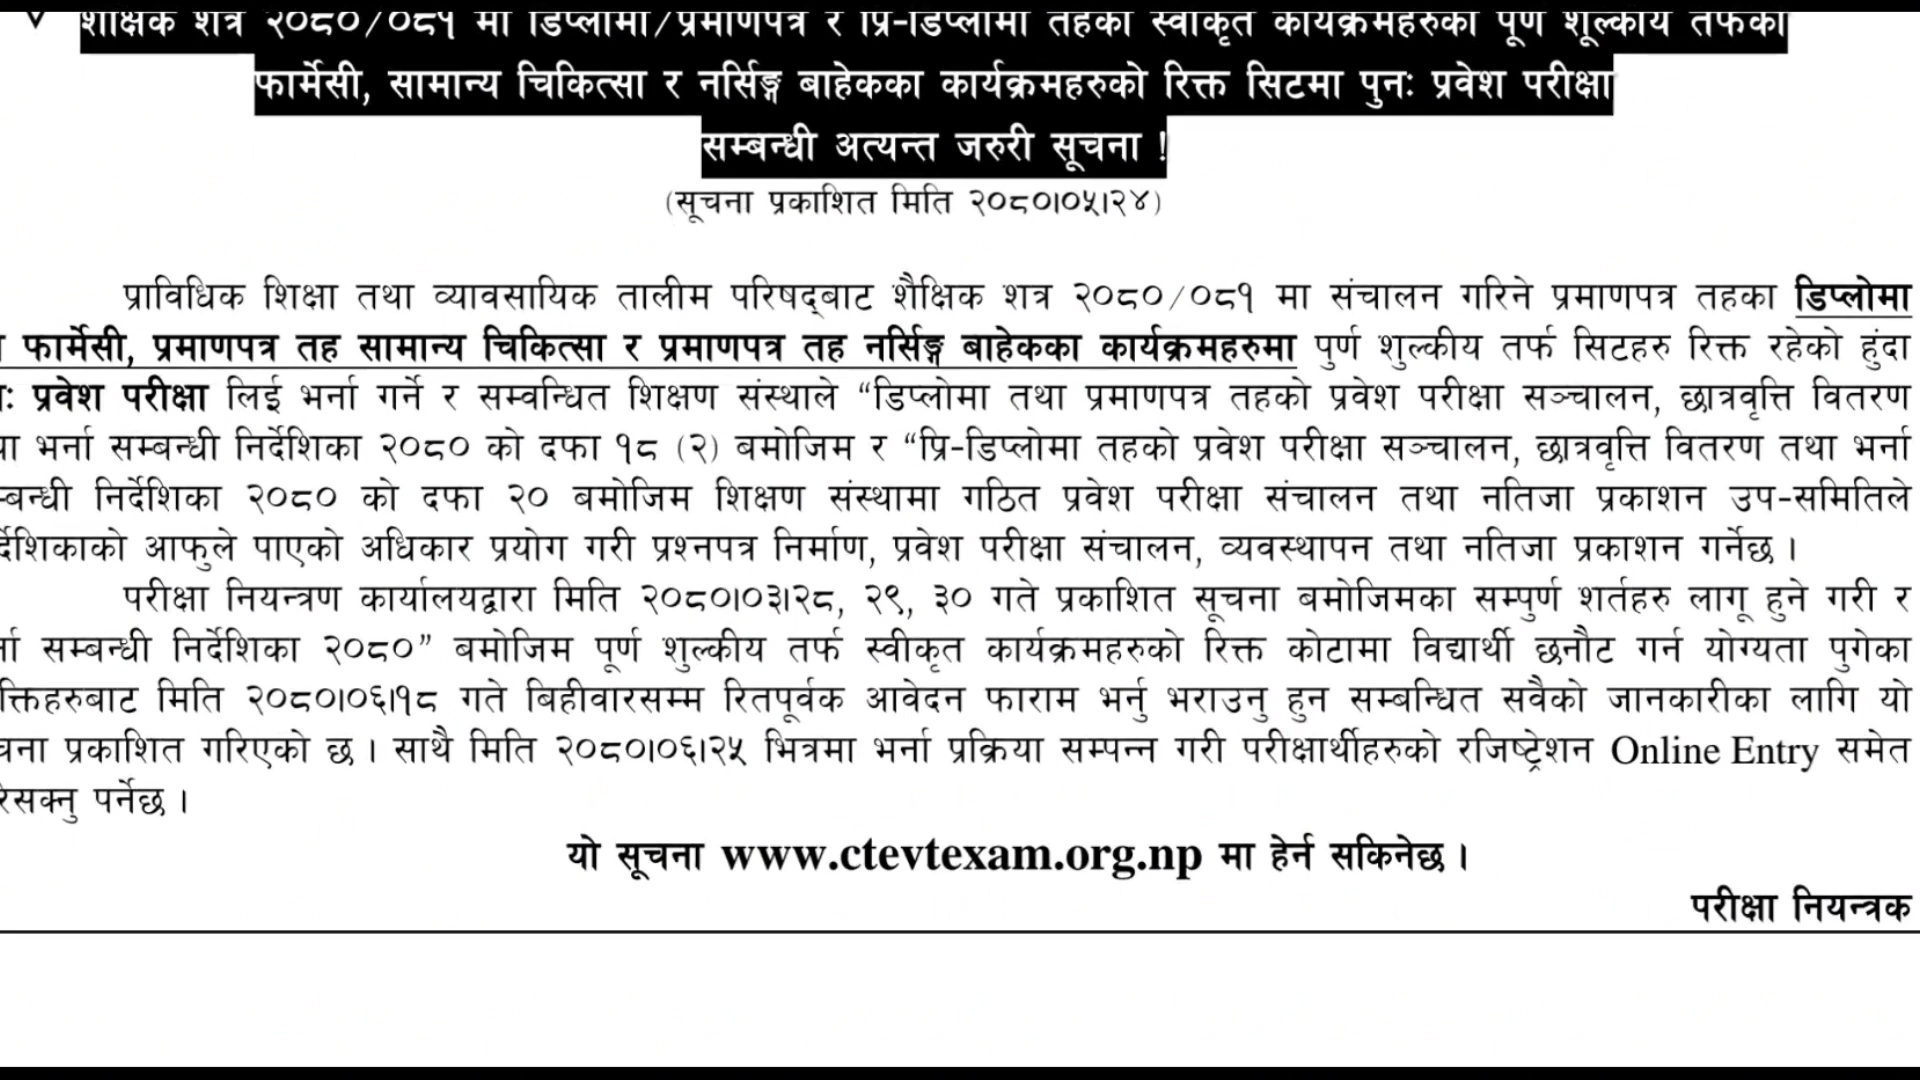 शैक्षिक शत्र २०८०/०८१ मा डिप्लोमा/प्रमाणपत्र र प्रि-डिप्लोमा तहका स्वीकृत कार्यक्रमहरुको पूर्ण शूल्कीय तर्फका
फार्मेसी, सामान्य चिकित्सा र नर्सिङ्ग बाहेकका कार्यक्रमहरुको रिक्त सिटमा पुनः प्रवेश परीक्षा
सम्बन्धी अत्यन्त जरुरी सूचना !
(सूचना प्रकाशित मिति २०८०।०५।२४)
प्राविधिक शिक्षा तथा व्यावसायिक तालीम परिषद्बाट शैक्षिक शत्र २०८०/०८१ मा संचालन गरिने प्रमाणपत्र तहका डिप्लोमा
फार्मेसी, प्रमाणपत्र तह सामान्य चिकित्सा र प्रमाणपत्र तह नर्सिङ्ग बाहेकका कार्यक्रमहरुमा पुर्ण शुल्कीय तर्फ सिटहरु रिक्त रहेको हुंदा
प्रवेश परीक्षा लिई भर्ना गर्ने र सम्वन्धित शिक्षण संस्थाले “डिप्लोमा तथा प्रमाणपत्र तहको प्रवेश परीक्षा सञ्चालन, छात्रवृत्ति वितरण
भर्ना सम्बन्धी निर्देशिका २०८० को दफा १८ (२) बमोजिम र “प्रि-डिप्लोमा तहको प्रवेश परीक्षा सञ्चालन, छात्रवृत्ति वितरण तथा भर्ना
म्बन्धी निर्देशिका २०८० को दफा २० बमोजिम शिक्षण संस्थामा गठित प्रवेश परीक्षा संचालन तथा नतिजा प्रकाशन उप-समितिले
र्देशिकाको आफुले पाएको अधिकार प्रयोग गरी प्रश्नपत्र निर्माण, प्रवेश परीक्षा संचालन, व्यवस्थापन तथा नतिजा प्रकाशन गर्नेछ ।
परीक्षा नियन्त्रण कार्यालयद्वारा मिति २०८०।०३।२८, २९, ३० गते प्रकाशित सूचना बमोजिमका सम्पुर्ण शर्तहरु लागू हुने गरी र
र्ना सम्बन्धी निर्देशिका २०८०” बमोजिम पूर्ण शुल्कीय तर्फ स्वीकृत कार्यक्रमहरुको रिक्त कोटामा विद्यार्थी छनौट गर्न योग्यता पुगेका
क्तिहरुबाट मिति २०८०।०६।१८ गते बिहीवारसम्म रितपूर्वक आवेदन फाराम भर्नु भराउनु हुन सम्बन्धित सवैको जानकारीका लागि यो
चना प्रकाशित गरिएको छ । साथै मिति २०८०।०६।२५ भित्रमा भर्ना प्रक्रिया सम्पन्न गरी परीक्षार्थीहरुको रजिष्ट्रेशन Online Entry समेत
रिसक्नु पर्नेछ ।
यो सूचना www.ctevtexam.org.np मा हेर्न सकिनेछ ।
परीक्षा नियन्त्रक